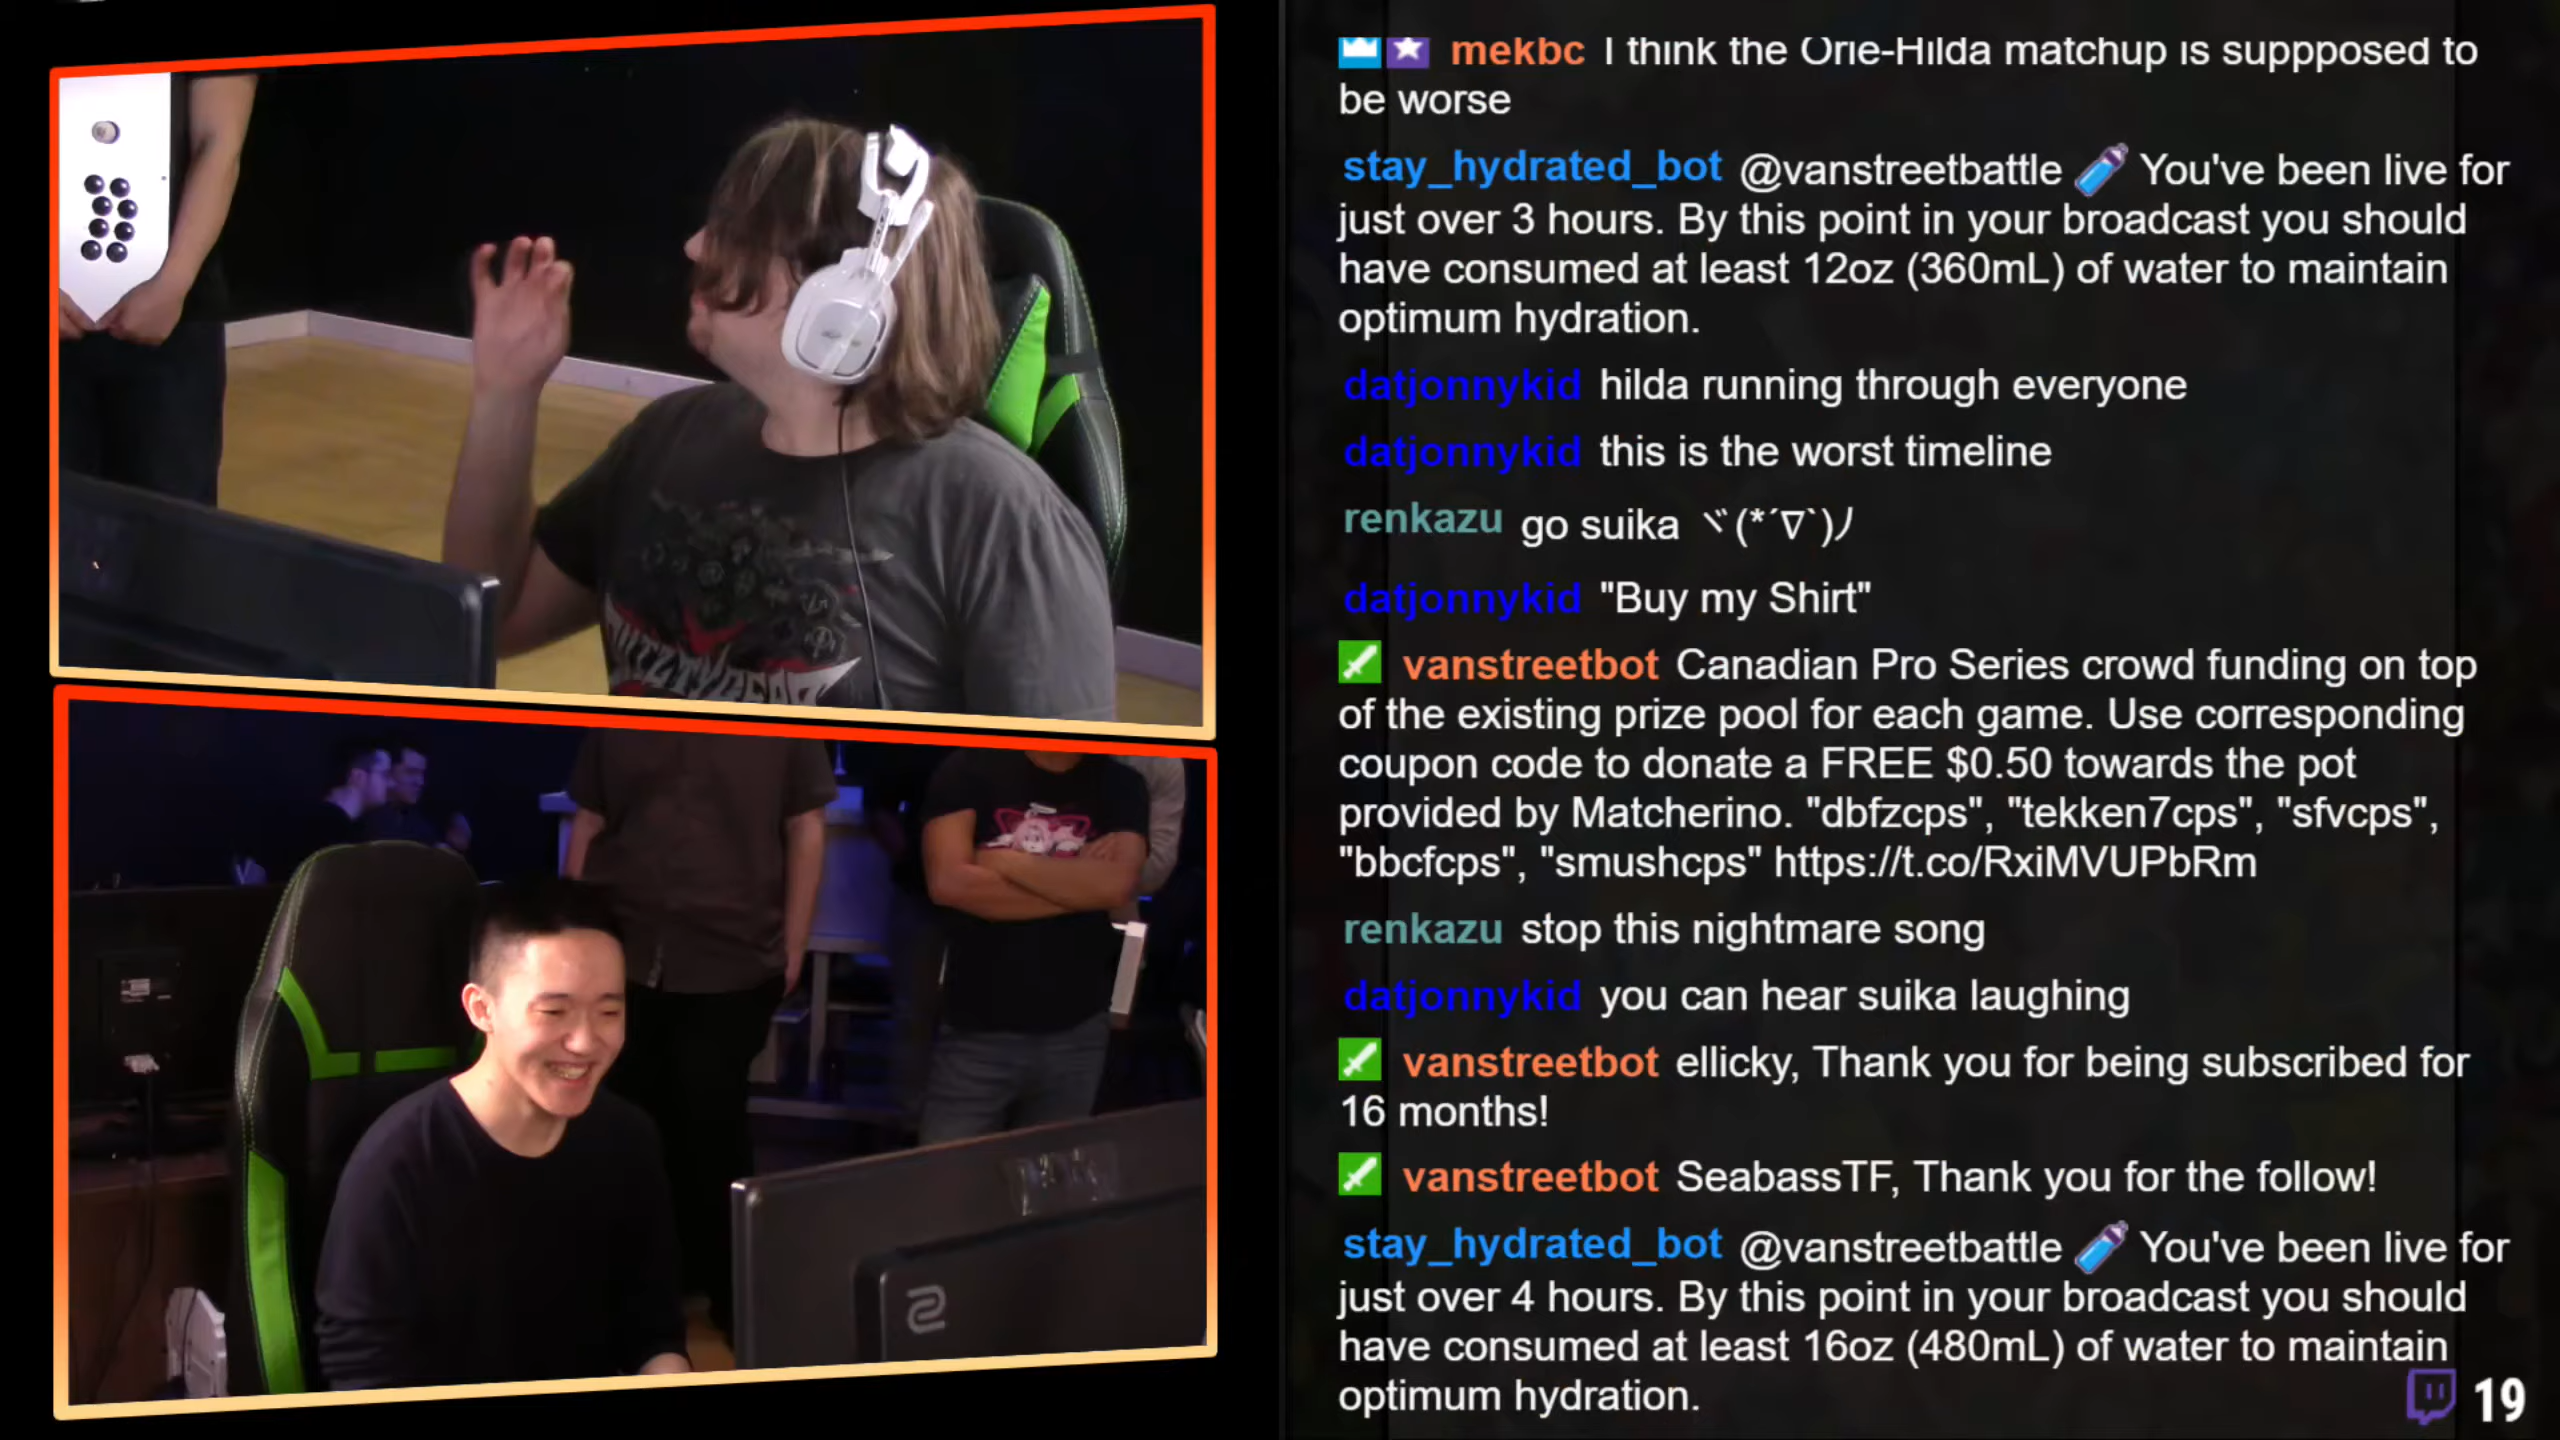 mekbc I think the Orie-Hilda matchup is suppposed to
be worse
stay_hydrated_bot @vanstreetbattle You've been live for
just over 3 hours. By this point in your broadcast you should
have consumed at least 12oz (360mL) of water to maintain
optimum hydration.
datjonnykid hilda running through everyone
datjonnykid this is the worst timeline
renkazu go suika ヾ(*´∇`)ﾉ
datjonnykid "Buy my Shirt"
vanstreetbot Canadian Pro Series crowd funding on top
of the existing prize pool for each game. Use corresponding
coupon code to donate a FREE $0.50 towards the pot
provided by Matcherino. "dbfzcps", "tekken7cps", "sfvcps",
"bbcfcps", "smushcps" https://t.co/RxiMVUPbRm
renkazu stop this nightmare song
datjonnykid you can hear suika laughing
vanstreetbot ellicky, Thank you for being subscribed for
16 months!
vanstreetbot SeabassTF, Thank you for the follow!
stay_hydrated_bot @vanstreetbattle You've been live for
just over 4 hours. By this point in your broadcast you should
have consumed at least 16oz (480mL) of water to maintain
optimum hydration.
19
GUILTY GEAR